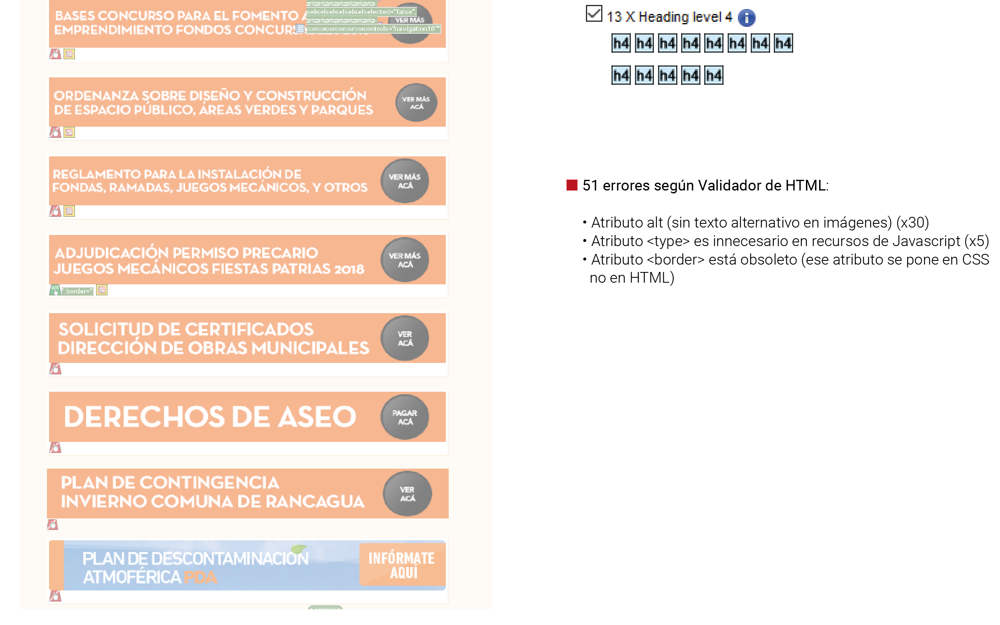 BASES CONCURSO PARA EL FOMENTO
EMPRENDIMIENTO FONDOS
VER MÁS
ariariariariariariariaria-
selselselselselselselected="false",
ariariariariariariariaria-
corcorcorcorcorcorcontrols="navigation16"*
ORDENANZA SOBRE DISEÑO Y CONSTRUCCIÓN
DE ESPACIO PÚBLICO, ÁREAS VERDES Y PARQUES
VER MÁS
ACÁ
REGLAMENTO PARA LA INSTALACIÓN DE
FONDAS, RAMADAS, JUEGOS MECÁNICOS, Y OTROS
VER MÁS
ACÁ
ADJUDICACIÓN PERMISO PRECARIO
JUEGOS MECÁNICOS FIESTAS PATRIAS 2018
VER MÁS
ACÁ
alt
" border="
SOLICITUD DE CERTIFICADOS
DIRECCIÓN DE OBRAS MUNICIPALES
VER
ACÁ
DERECHOS DE ASEO
PAGAR
ACÁ
PLAN DE CONTINGENCIA
INVIERNO COMUNA DE RANCAGUA
VER
ACÁ
PLAN DE DESCONTAMINACIÓN
ATMOFÉRICA PDA
INFÓRMATE
AQUÍ
13 X Heading level 4
h4 h4 h4 h4 h4 h4 h4 h4
h4 h4 h4 h4 h4
51 errores según Validador de HTML:
• Atributo alt (sin texto alternativo en imágenes) (x30)
• Atributo <type> es innecesario en recursos de Javascript (x5)
• Atributo <border> está obsoleto (ese atributo se pone en CSS
no en HTML)